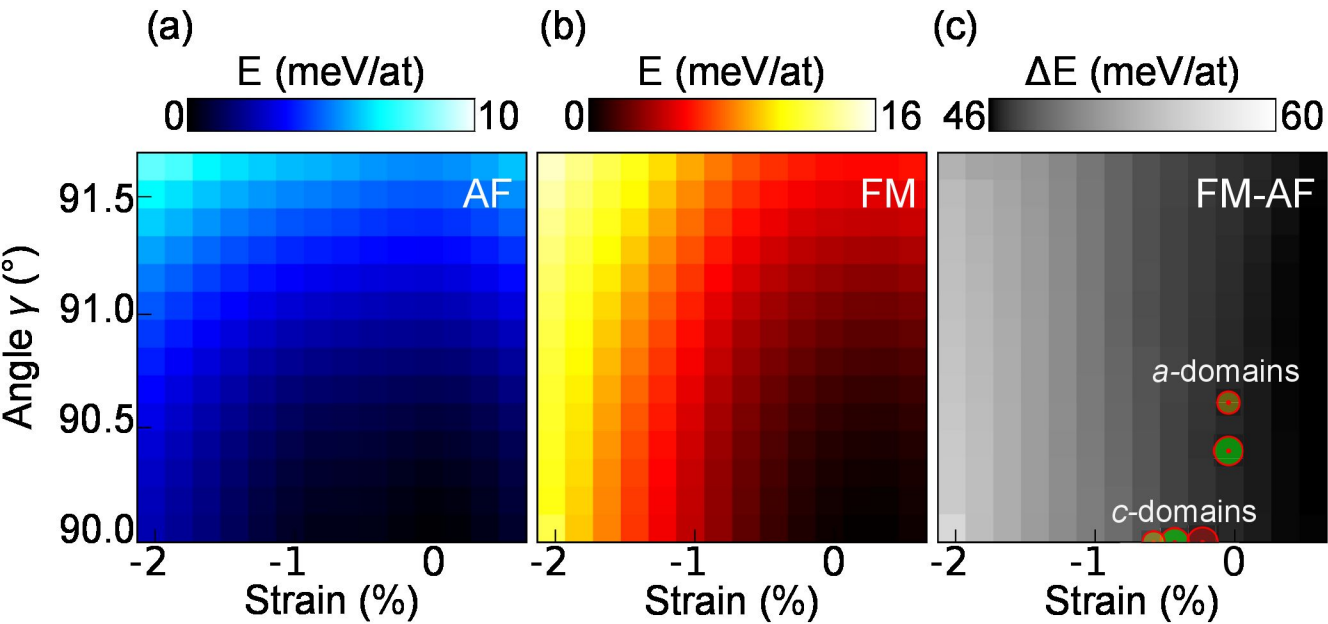 (a) (b) (c)
E (meV/at) E (meV/at) ΔE (meV/at)
0 10 0 16 46 60
AF FM FM-AF
91.5
91.0
90.5
90.0
Angle γ (°)
a-domains
c-domains
-2 -1 0 -2 -1 0 -2 -1 0
Strain (%) Strain (%) Strain (%)